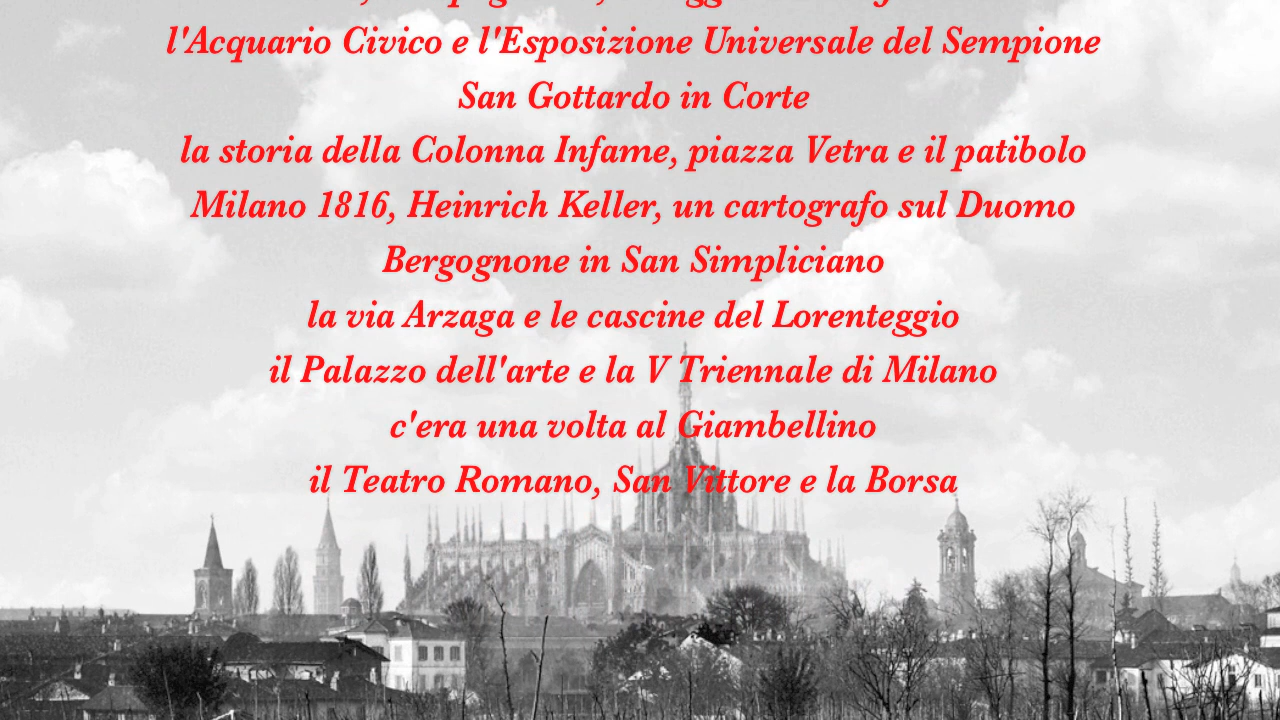 l'Acquario Civico e l'Esposizione Universale del Sempione
San Gottardo in Corte
la storia della Colonna Infame, piazza Vetra e il patibolo
Milano 1816, Heinrich Keller, un cartografo sul Duomo
Bergognone in San Simpliciano
la via Arzaga e le cascine del Lorenteggio
il Palazzo dell'arte e la V Triennale di Milano
c'era una volta al Giambellino
il Teatro Romano, San Vittore e la Borsa